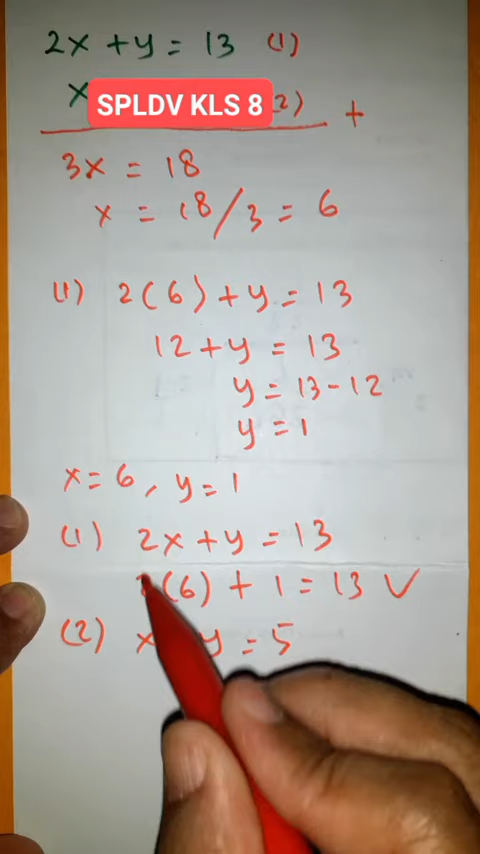 2x + y = 13 (1)
x SPLDV KLS 8 2) +
3x = 18
x = 18/3 = 6
(1) 2(6) + y = 13
12 + y = 13
y = 13 - 12
y = 1
x = 6, y = 1
(1) 2x + y = 13
(6) + 1 = 13 V
(2) x y = 5